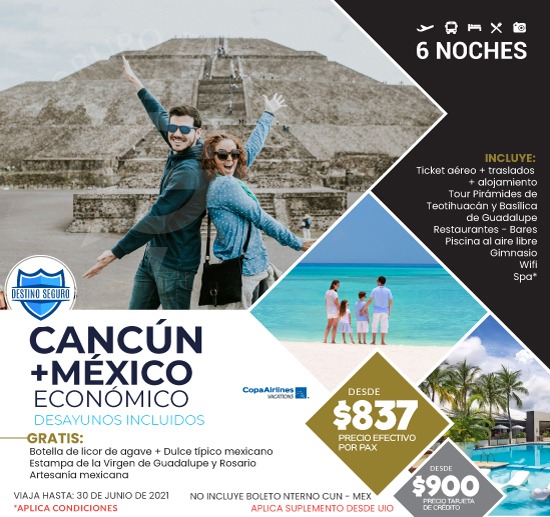 6 NOCHES
INCLUYE:
Ticket aéreo + traslados
+ alojamiento
Tour Pirámides de
Teotihuacán y Basílica
de Guadalupe
Restaurantes - Bares
Piscina al aire libre
Gimnasio
Wifi
Spa*
DESTINO SEGURO
CANCÚN
+MÉXICO
ECONÓMICO
DESAYUNOS INCLUIDOS
GRATIS:
Botella de licor de agave + Dulce típico mexicano
Estampa de la Virgen de Guadalupe y Rosario
Artesanía mexicana
VIAJA HASTA: 30 DE JUNIO DE 2021
*APLICA CONDICIONES
CopaAirlines
VACATIONS
DESDE
$837
PRECIO EFECTIVO
POR PAX
DESDE
$900
PRECIO TARJETA
DE CRÉDITO
NO INCLUYE BOLETO NTERNO CUN - MEX
APLICA SUPLEMENTO DESDE UIO